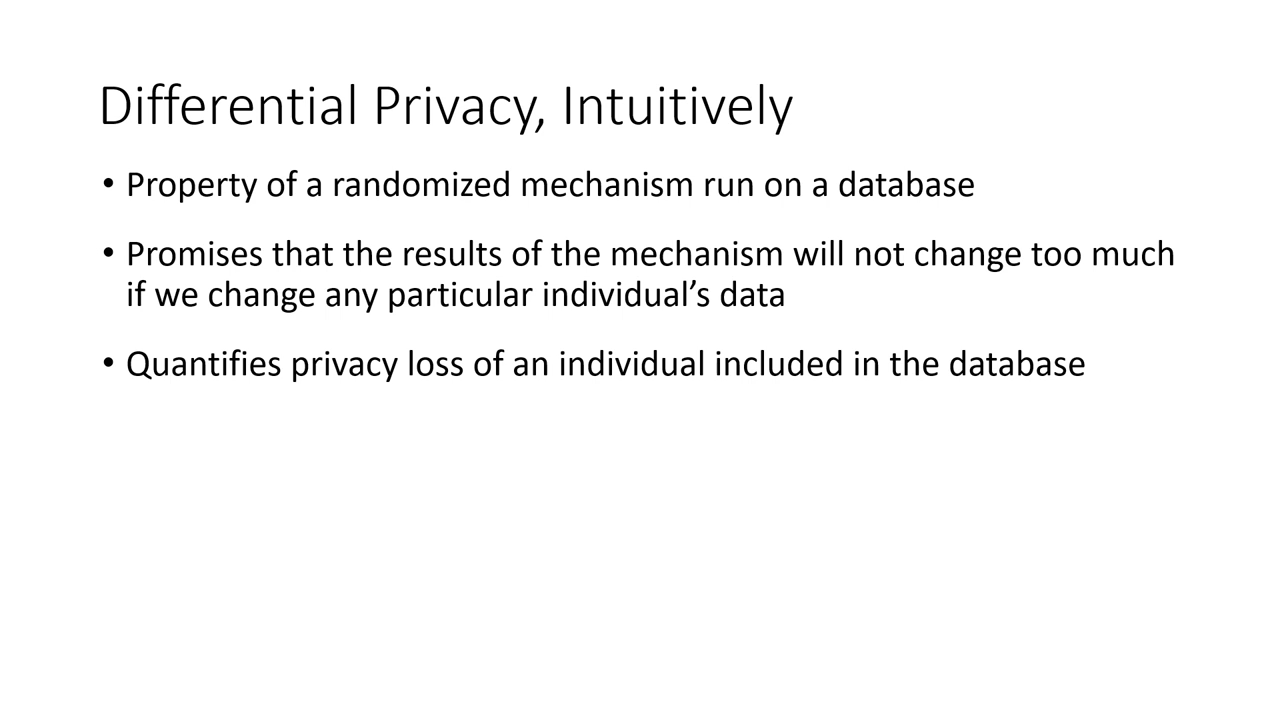 Differential Privacy, Intuitively
• Property of a randomized mechanism run on a database
• Promises that the results of the mechanism will not change too much
if we change any particular individual’s data
• Quantifies privacy loss of an individual included in the database